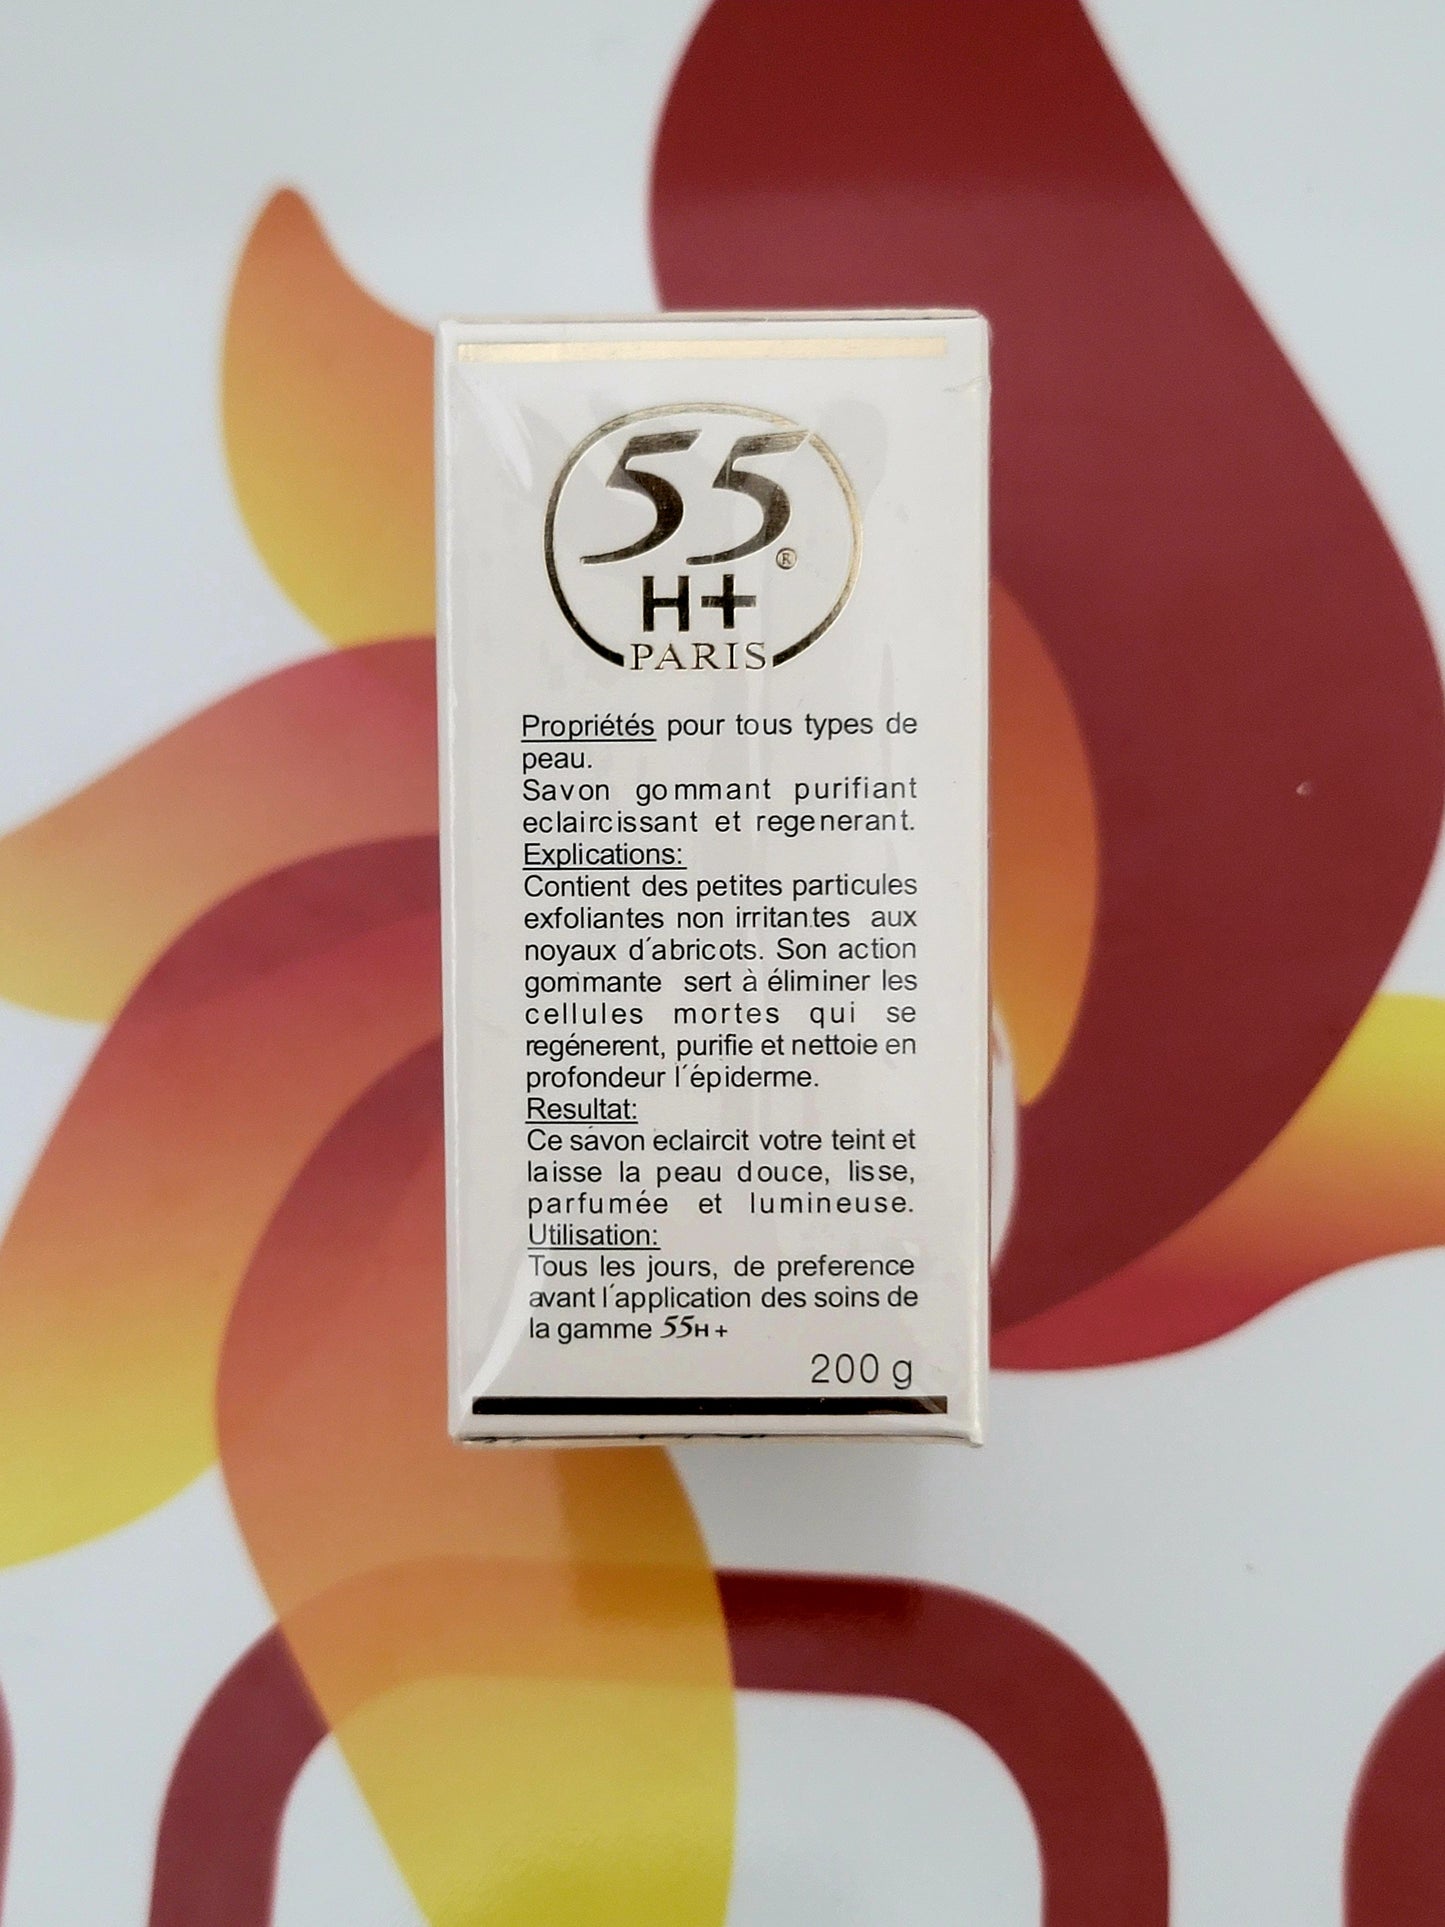 55®
H+
PARIS
Propriétés pour tous types de
peau.
Savon gommant purifiant
eclaircissant et regenerant.
Explications:
Contient des petites particules
exfoliantes non irritantes aux
noyaux d´abricots. Son action
gommante sert à éliminer les
cellules mortes qui se
regénerent, purifie et nettoie en
profondeur l´épiderme.
Resultat:
Ce savon eclaircit votre teint et
laisse la peau douce, lisse,
parfumée et lumineuse.
Utilisation:
Tous les jours, de preference
avant l´application des soins de
la gamme 55H+
200 g